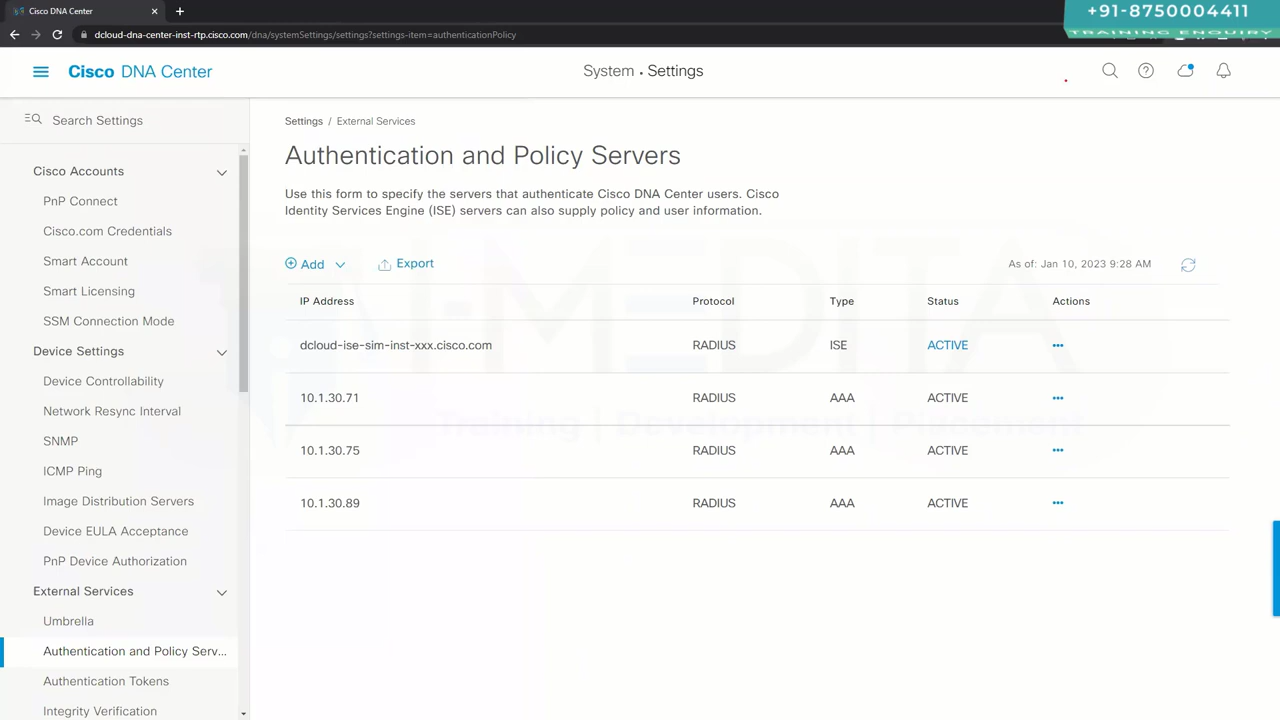 Cisco DNA Center
+91-8750004411
TRAINING ENQUIRY
dcloud-dna-center-inst-rtp.cisco.com/dna/systemSettings/settings?settings-item=authenticationPolicy
Cisco DNA Center
System • Settings
Search Settings
Cisco Accounts
PnP Connect
Cisco.com Credentials
Smart Account
Smart Licensing
SSM Connection Mode
Device Settings
Device Controllability
Network Resync Interval
SNMP
ICMP Ping
Image Distribution Servers
Device EULA Acceptance
PnP Device Authorization
External Services
Umbrella
Authentication and Policy Serv...
Authentication Tokens
Integrity Verification
Settings / External Services
Authentication and Policy Servers
Use this form to specify the servers that authenticate Cisco DNA Center users. Cisco
Identity Services Engine (ISE) servers can also supply policy and user information.
Add Export As of: Jan 10, 2023 9:28 AM
IP Address Protocol Type Status Actions
dcloud-ise-sim-inst-xxx.cisco.com RADIUS ISE ACTIVE
10.1.30.71 RADIUS AAA ACTIVE
10.1.30.75 RADIUS AAA ACTIVE
10.1.30.89 RADIUS AAA ACTIVE
I-MEDITA
Training | Development | Placement